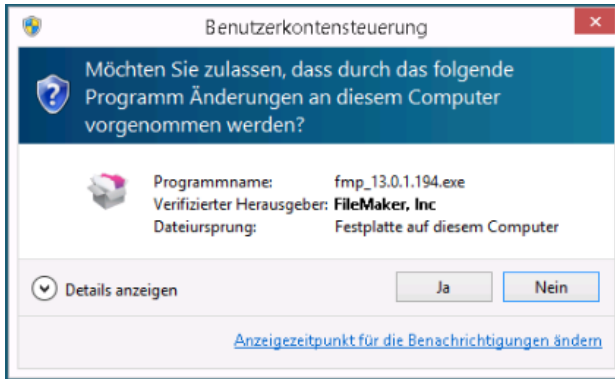 Benutzerkontensteuerung
Möchten Sie zulassen, dass durch das folgende
Programm Änderungen an diesem Computer
vorgenommen werden?
Programmname: fmp_13.0.1.194.exe
Verifizierter Herausgeber: FileMaker, Inc
Dateiursprung: Festplatte auf diesem Computer
Details anzeigen
Ja
Nein
Anzeigezeitpunkt für die Benachrichtigungen ändern